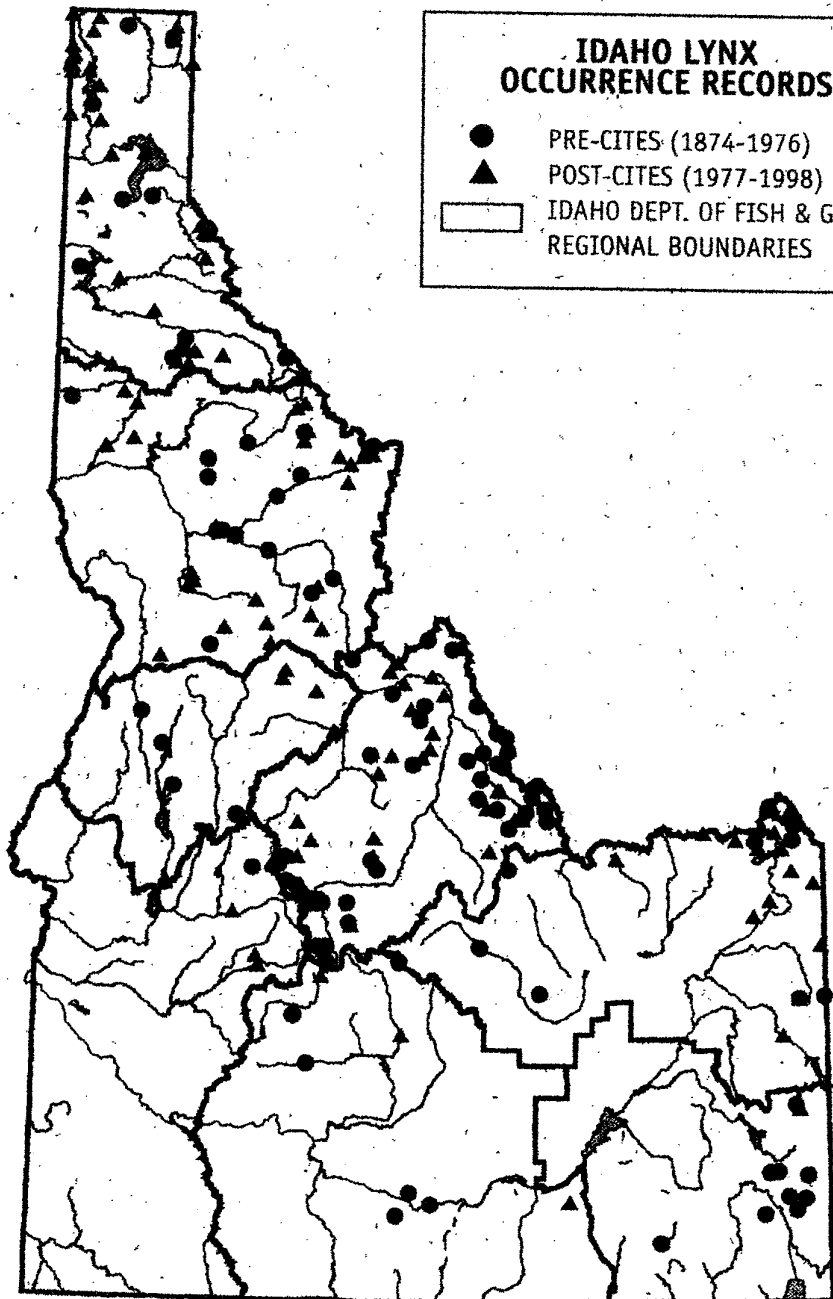 IDAHO LYNX
OCCURRENCE RECORDS
PRE-CITES (1874-1976)
POST-CITES (1977-1998)
IDAHO DEPT. OF FISH & G
REGIONAL BOUNDARIES